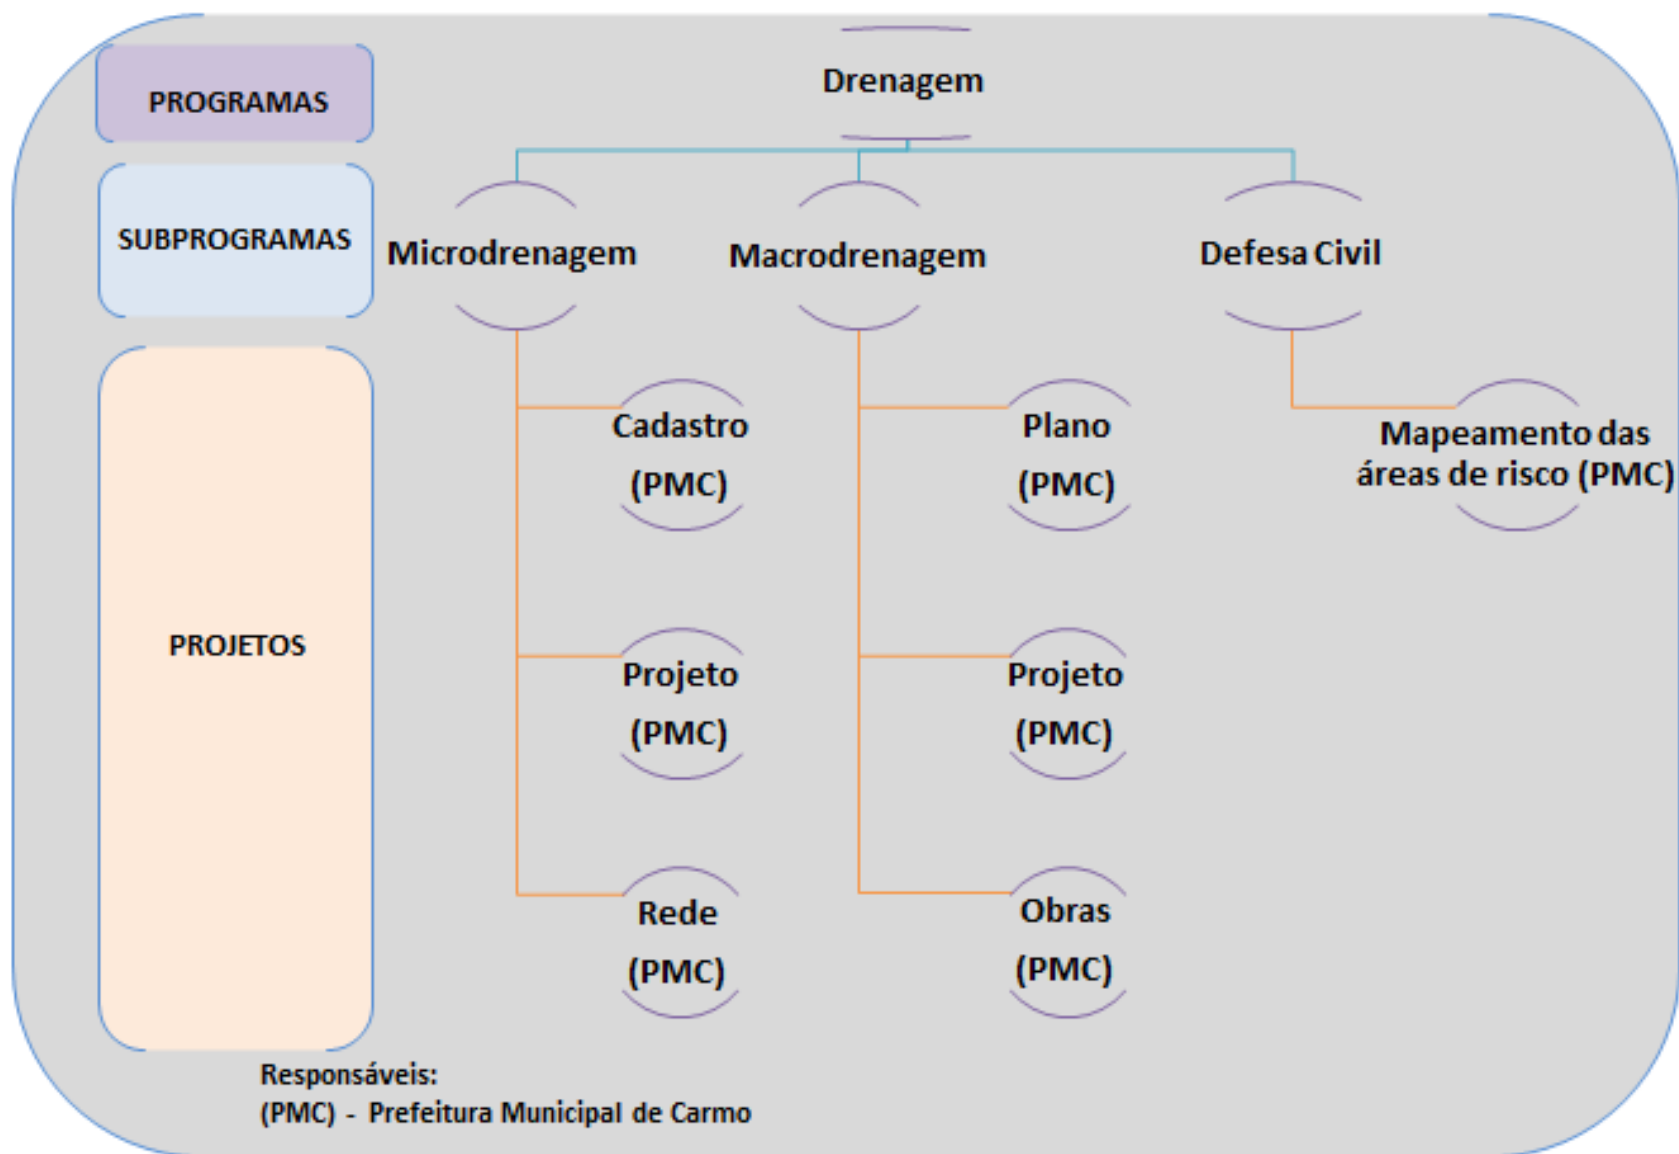 PROGRAMAS
Drenagem
SUBPROGRAMAS
Microdrenagem
Macrodrenagem
Defesa Civil
PROJETOS
Cadastro
(PMC)
Projeto
(PMC)
Rede
(PMC)
Plano
(PMC)
Projeto
(PMC)
Obras
(PMC)
Mapeamento das
áreas de risco (PMC)
Responsáveis:
(PMC) - Prefeitura Municipal de Carmo